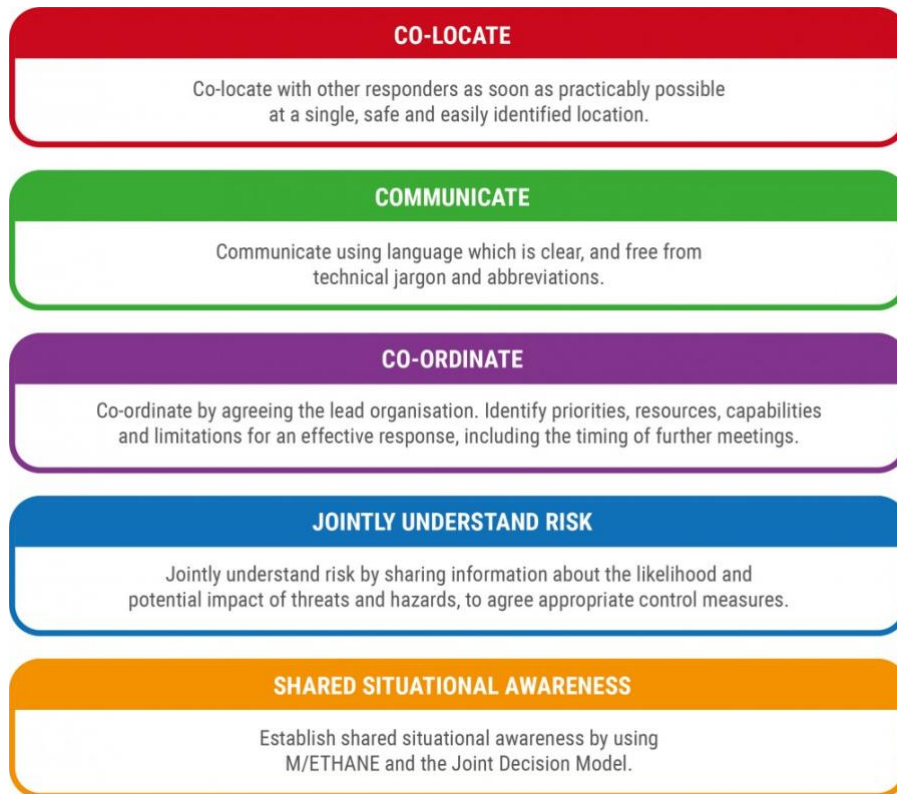 CO-LOCATE
Co-locate with other responders as soon as practicably possible
at a single, safe and easily identified location.
COMMUNICATE
Communicate using language which is clear, and free from
technical jargon and abbreviations.
CO-ORDINATE
Co-ordinate by agreeing the lead organisation. Identify priorities, resources, capabilities
and limitations for an effective response, including the timing of further meetings.
JOINTLY UNDERSTAND RISK
Jointly understand risk by sharing information about the likelihood and
potential impact of threats and hazards, to agree appropriate control measures.
SHARED SITUATIONAL AWARENESS
Establish shared situational awareness by using
M/ETHANE and the Joint Decision Model.